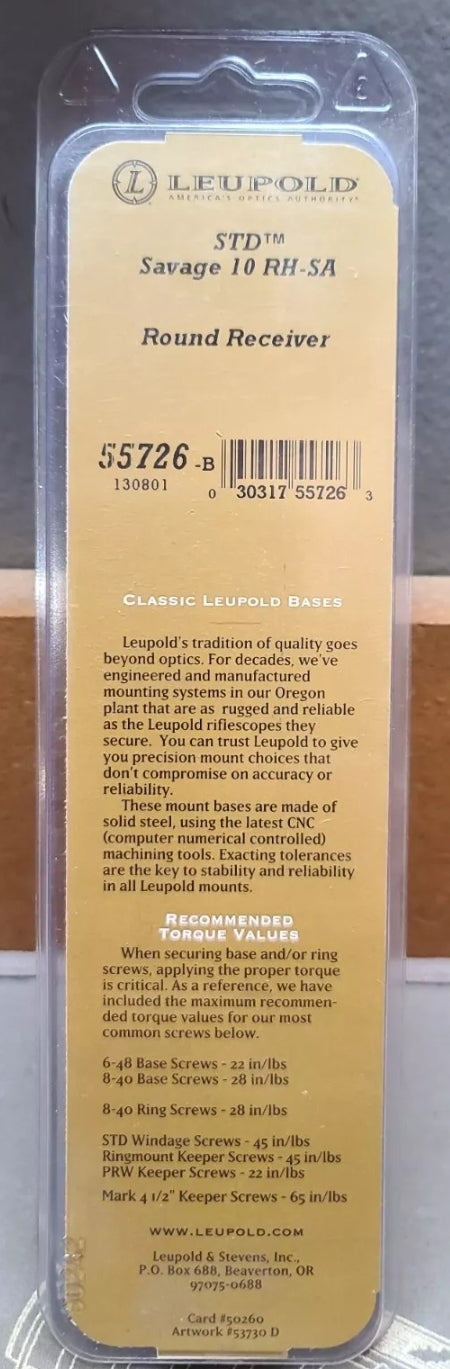 L LEUPOLD®
AMERICA'S OPTICS AUTHORITY®
STD™
Savage 10 RH-SA
Round Receiver
55726 -B
130801
0 30317 55726 3
CLASSIC LEUPOLD BASES
Leupold's tradition of quality goes
beyond optics. For decades, we've
engineered and manufactured
mounting systems in our Oregon
plant that are as rugged and reliable
as the Leupold riflescopes they
secure. You can trust Leupold to give
you precision mount choices that
don't compromise on accuracy or
reliability.
These mount bases are made of
solid steel, using the latest CNC
(computer numerical controlled)
machining tools. Exacting tolerances
are the key to stability and reliability
in all Leupold mounts.
RECOMMENDED
TORQUE VALUES
When securing base and/or ring
screws, applying the proper torque
is critical. As a reference, we have
included the maximum recommen-
ded torque values for our most
common screws below.
6-48 Base Screws - 22 in/lbs
8-40 Base Screws - 28 in/lbs
8-40 Ring Screws - 28 in/lbs
STD Windage Screws - 45 in/lbs
Ringmount Keeper Screws - 45 in/lbs
PRW Keeper Screws - 22 in/lbs
Mark 4 1/2" Keeper Screws - 65 in/lbs
WWW.LEUPOLD.COM
Leupold & Stevens, Inc.,
P.O. Box 688, Beaverton, OR
97075-0688
Card #50260
Artwork #53730 D